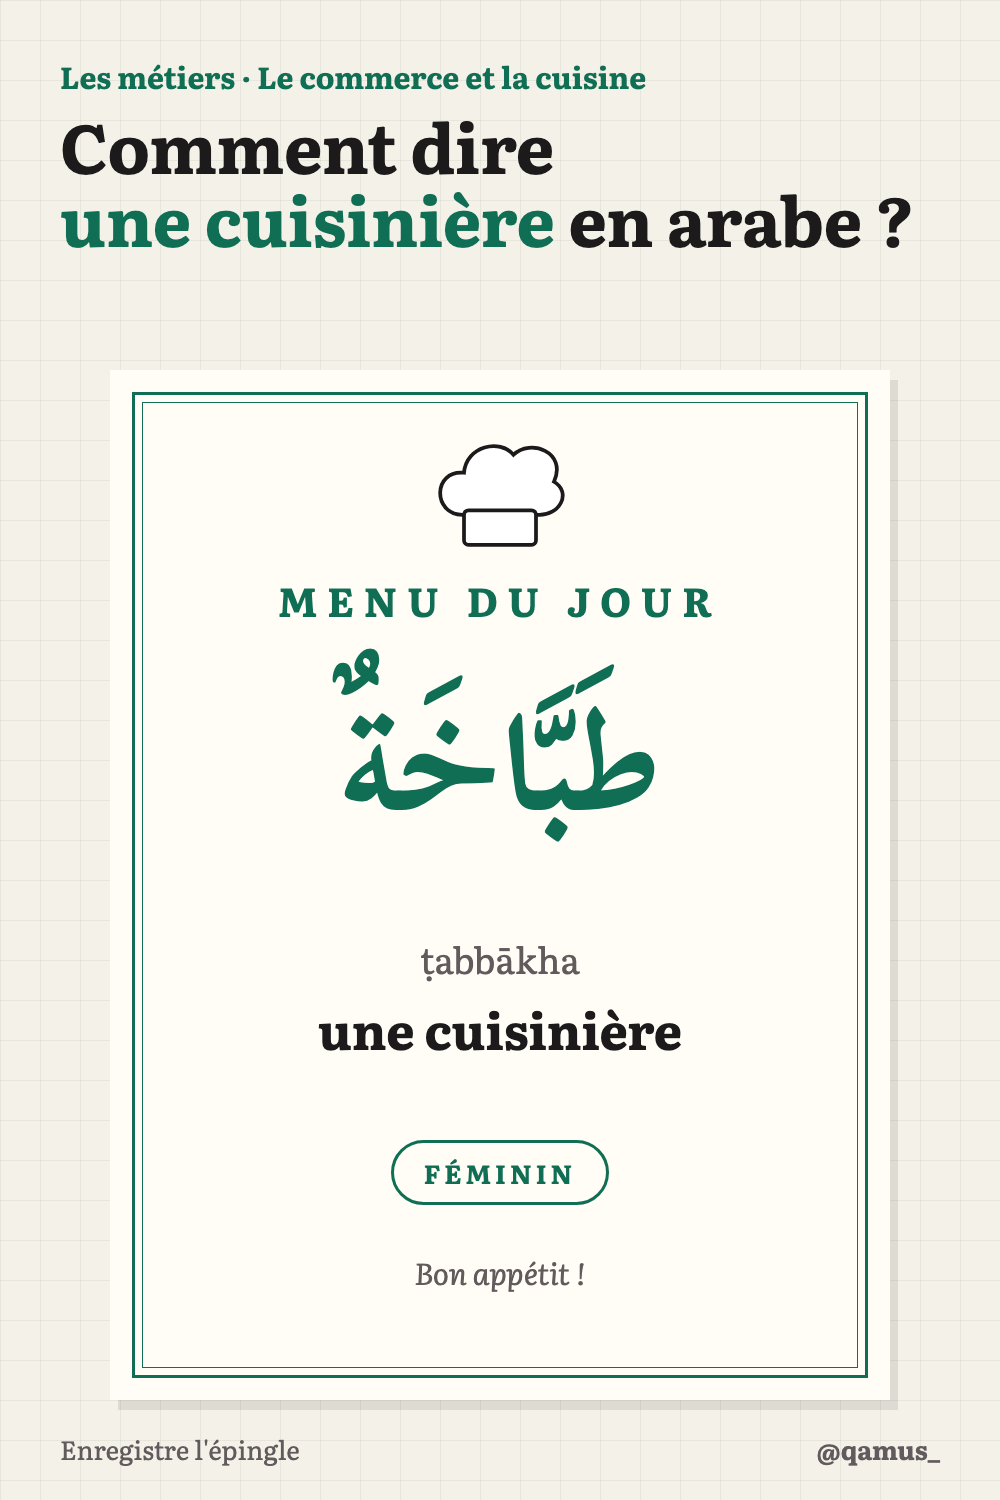 Les métiers · Le commerce et la cuisine
Comment dire
une cuisinière en arabe ?
MENU DU JOUR
طَبَّاخَةٌ
ṭabbākha
une cuisinière
FÉMININ
Bon appétit !
Enregistre l'épingle
@qamus_